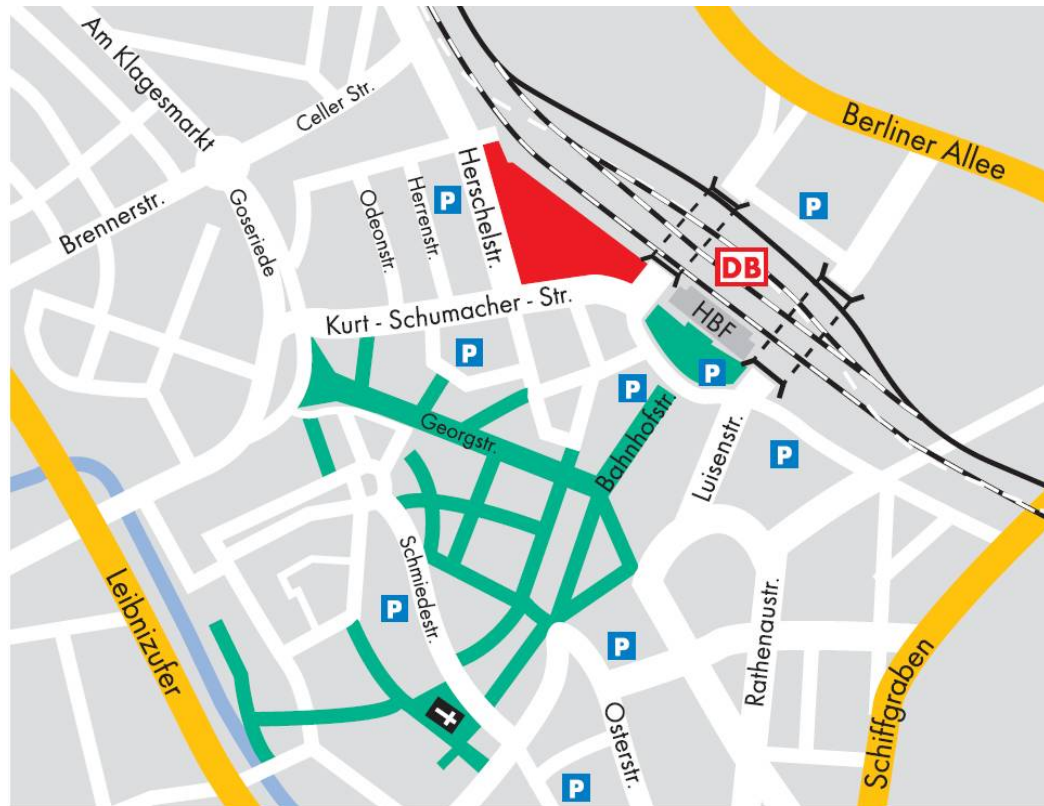 Am Klagesmarkt
Celler Str.
Berliner Allee
Brennerstr.
Goseriede
Odeonstr.
Herrenstr.
P
Herschelstr.
P
DB
HBF
Kurt - Schumacher - Str.
P
P
P
Georgstr.
Bahnhofstr.
Luisenstr.
P
Leibnizufer
Schmiedestr.
P
P
Rathenaustr.
Schiffgraben
Osterstr.
P